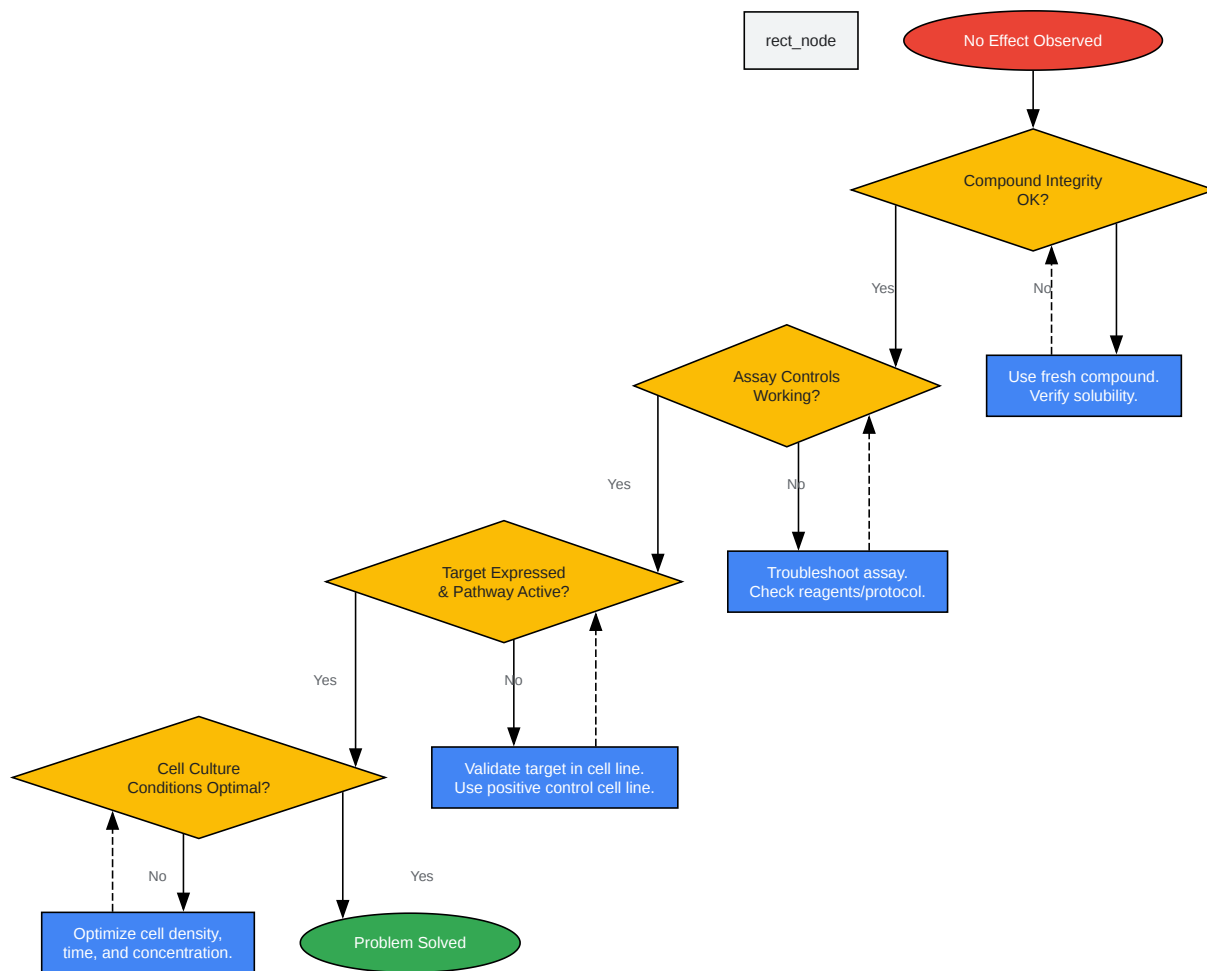 rect_node
No Effect Observed
Compound Integrity
OK?
Yes
No
Assay Controls
Working?
Use fresh compound.
Verify solubility.
Yes
No
Target Expressed
& Pathway Active?
Troubleshoot assay.
Check reagents/protocol.
Yes
No
Cell Culture
Conditions Optimal?
Validate target in cell line.
Use positive control cell line.
No
Yes
Optimize cell density,
time, and concentration.
Problem Solved